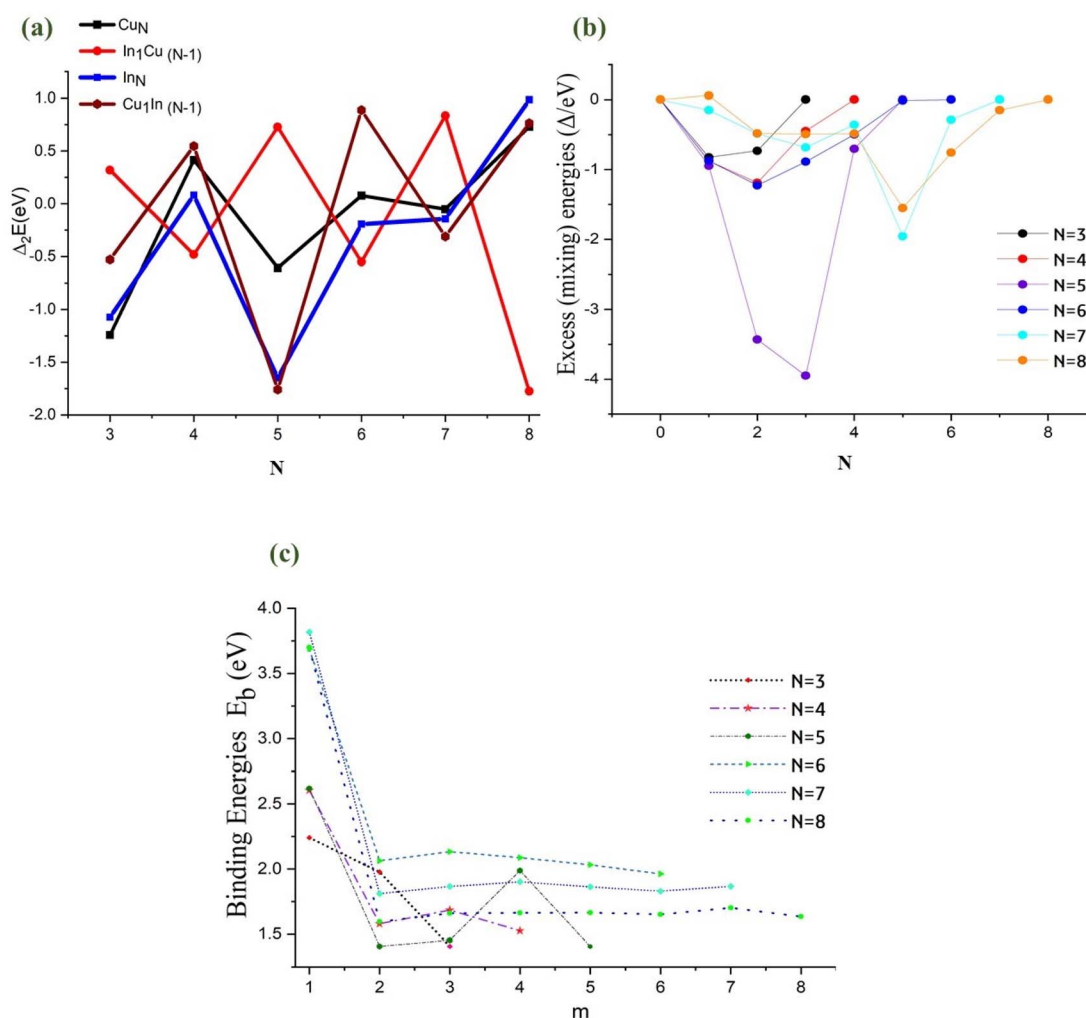 (a)
Cu_N
In_1Cu_(N-1)
In_N
Cu_1In_(N-1)
1.0
0.5
0.0
-0.5
-1.0
-1.5
-2.0
Δ_2E(eV)
3 4 5 6 7 8
N
(b)
0
-1
-2
-3
-4
Excess (mixing) energies (Δ/eV)
N=3
N=4
N=5
N=6
N=7
N=8
0 2 4 6 8
N
(c)
4.0
3.5
3.0
2.5
2.0
1.5
Binding Energies E_b (eV)
N=3
N=4
N=5
N=6
N=7
N=8
1 2 3 4 5 6 7 8
m